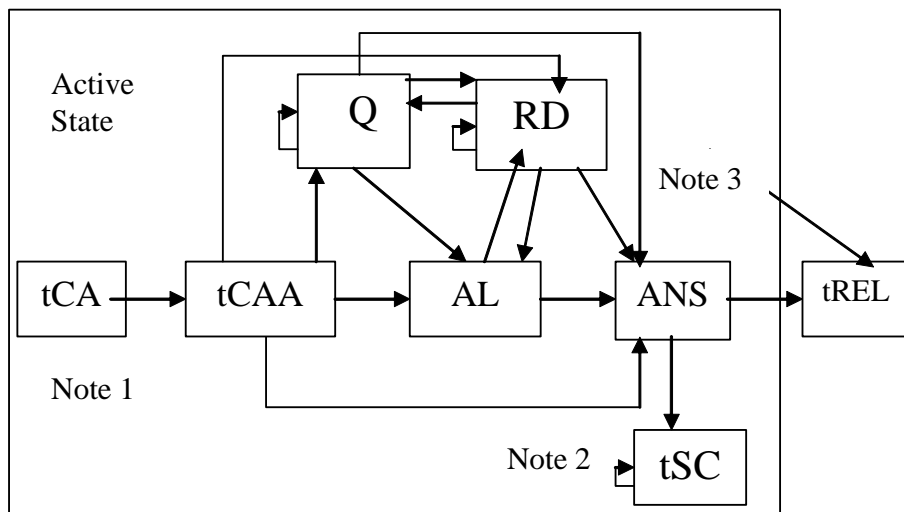 Active
State
Q
RD
Note 3
tCA
tCAA
AL
ANS
tREL
Note 1
Note 2
tSC